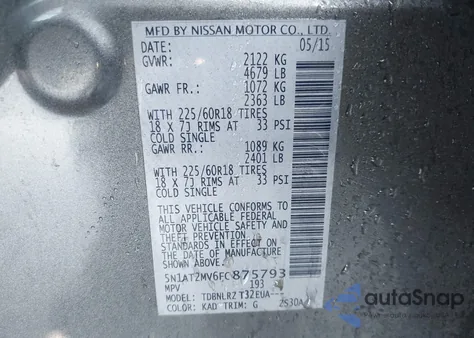 MFD BY NISSAN MOTOR CO., LTD.
DATE: 05/15
GVWR: 2122 KG
4679 LB
GAWR FR.: 1072 KG
2363 LB
WITH 225/60R18 TIRES
18 X 7J RIMS AT 33 PSI
COLD SINGLE
GAWR RR.: 1089 KG
2401 LB
WITH 225/60R18 TIRES
18 X 7J RIMS AT 33 PSI
COLD SINGLE
THIS VEHICLE CONFORMS TO
ALL APPLICABLE FEDERAL
MOTOR VEHICLE SAFETY
STANDARDS IN EFFECT ON
THE DATE OF MANUFACTURE
SHOWN ABOVE.
5N1AT2MV6FC875793
MPV 193
MODEL: TDBNLRZ T32EUA---
COLOR: KAD TRIM: G 2S30A
autoSnap
powered by CarsFromWest